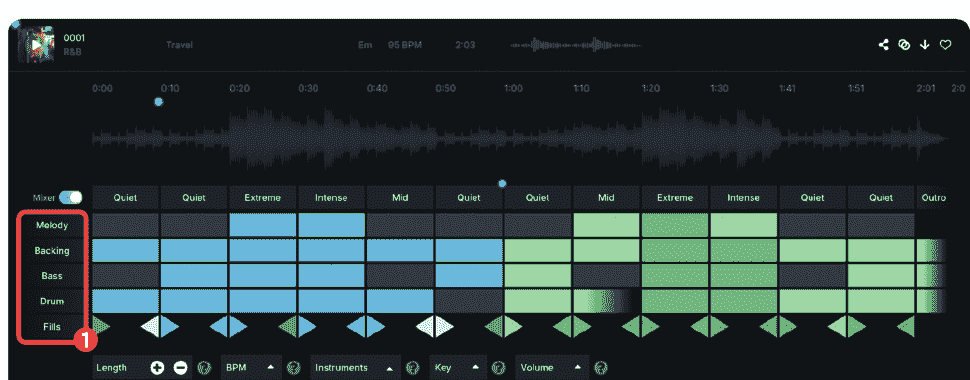 0001
R&B
Travel
Em 95 BPM 2:03
0:00 0:10 0:20 0:30 0:40 0:50 1:00 1:10 1:20 1:30 1:41 1:51 2:01 2:0
Mixer Quiet Quiet Extreme Intense Mid Quiet Quiet Mid Extreme Intense Quiet Quiet Outro
Melody
Backing
Bass
Drum
Fills
1
Length BPM Instruments Key Volume